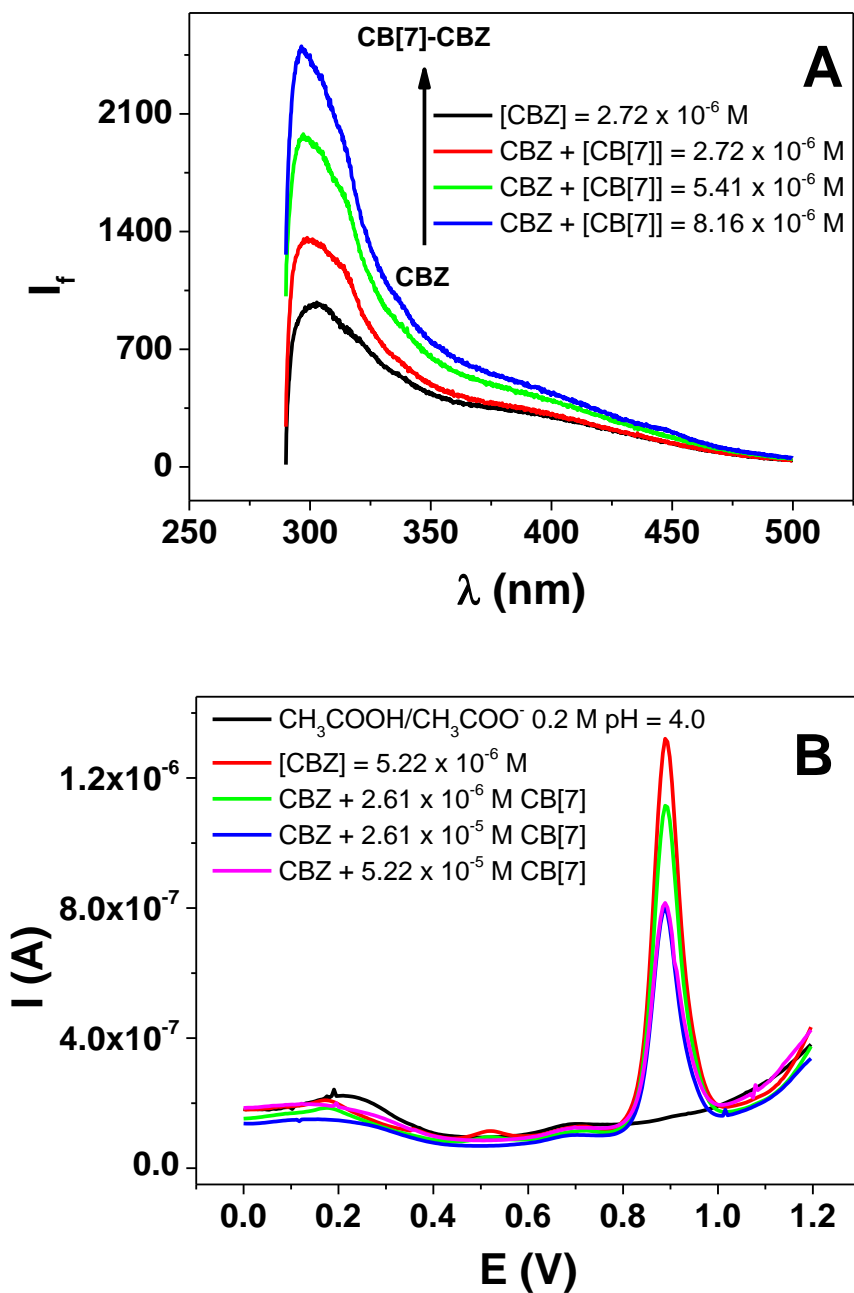 CB[7]-CBZ
A
[CBZ] = 2.72 x 10⁻⁶ M
CBZ + [CB[7]] = 2.72 x 10⁻⁶ M
CBZ + [CB[7]] = 5.41 x 10⁻⁶ M
CBZ + [CB[7]] = 8.16 x 10⁻⁶ M
CBZ
I_f
2100
1400
700
0
250 300 350 400 450 500
λ (nm)
B
CH₃COOH/CH₃COO⁻ 0.2 M pH = 4.0
[CBZ] = 5.22 x 10⁻⁶ M
CBZ + 2.61 x 10⁻⁶ M CB[7]
CBZ + 2.61 x 10⁻⁵ M CB[7]
CBZ + 5.22 x 10⁻⁵ M CB[7]
I (A)
1.2x10⁻⁶
8.0x10⁻⁷
4.0x10⁻⁷
0.0
0.0 0.2 0.4 0.6 0.8 1.0 1.2
E (V)